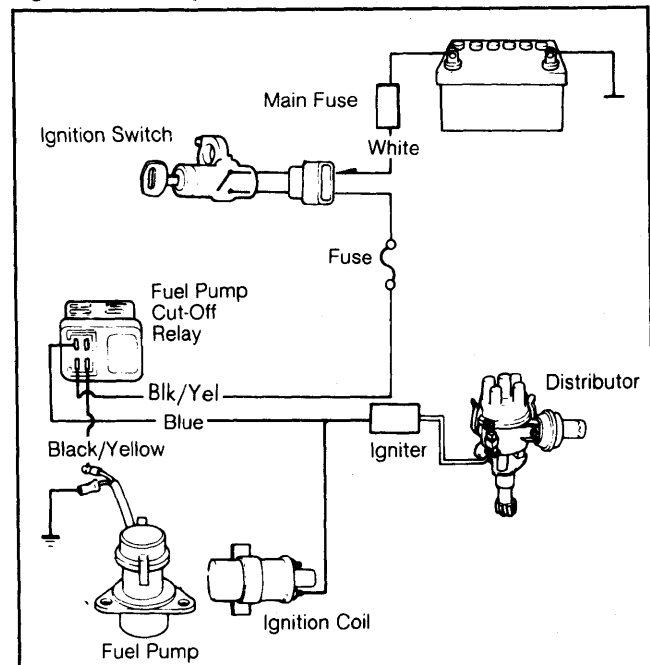 Main Fuse
Ignition Switch
White
Fuse
Fuel Pump
Cut-Off
Relay
Blk/Yel
Distributor
Blue
Black/Yellow
Igniter
Ignition Coil
Fuel Pump